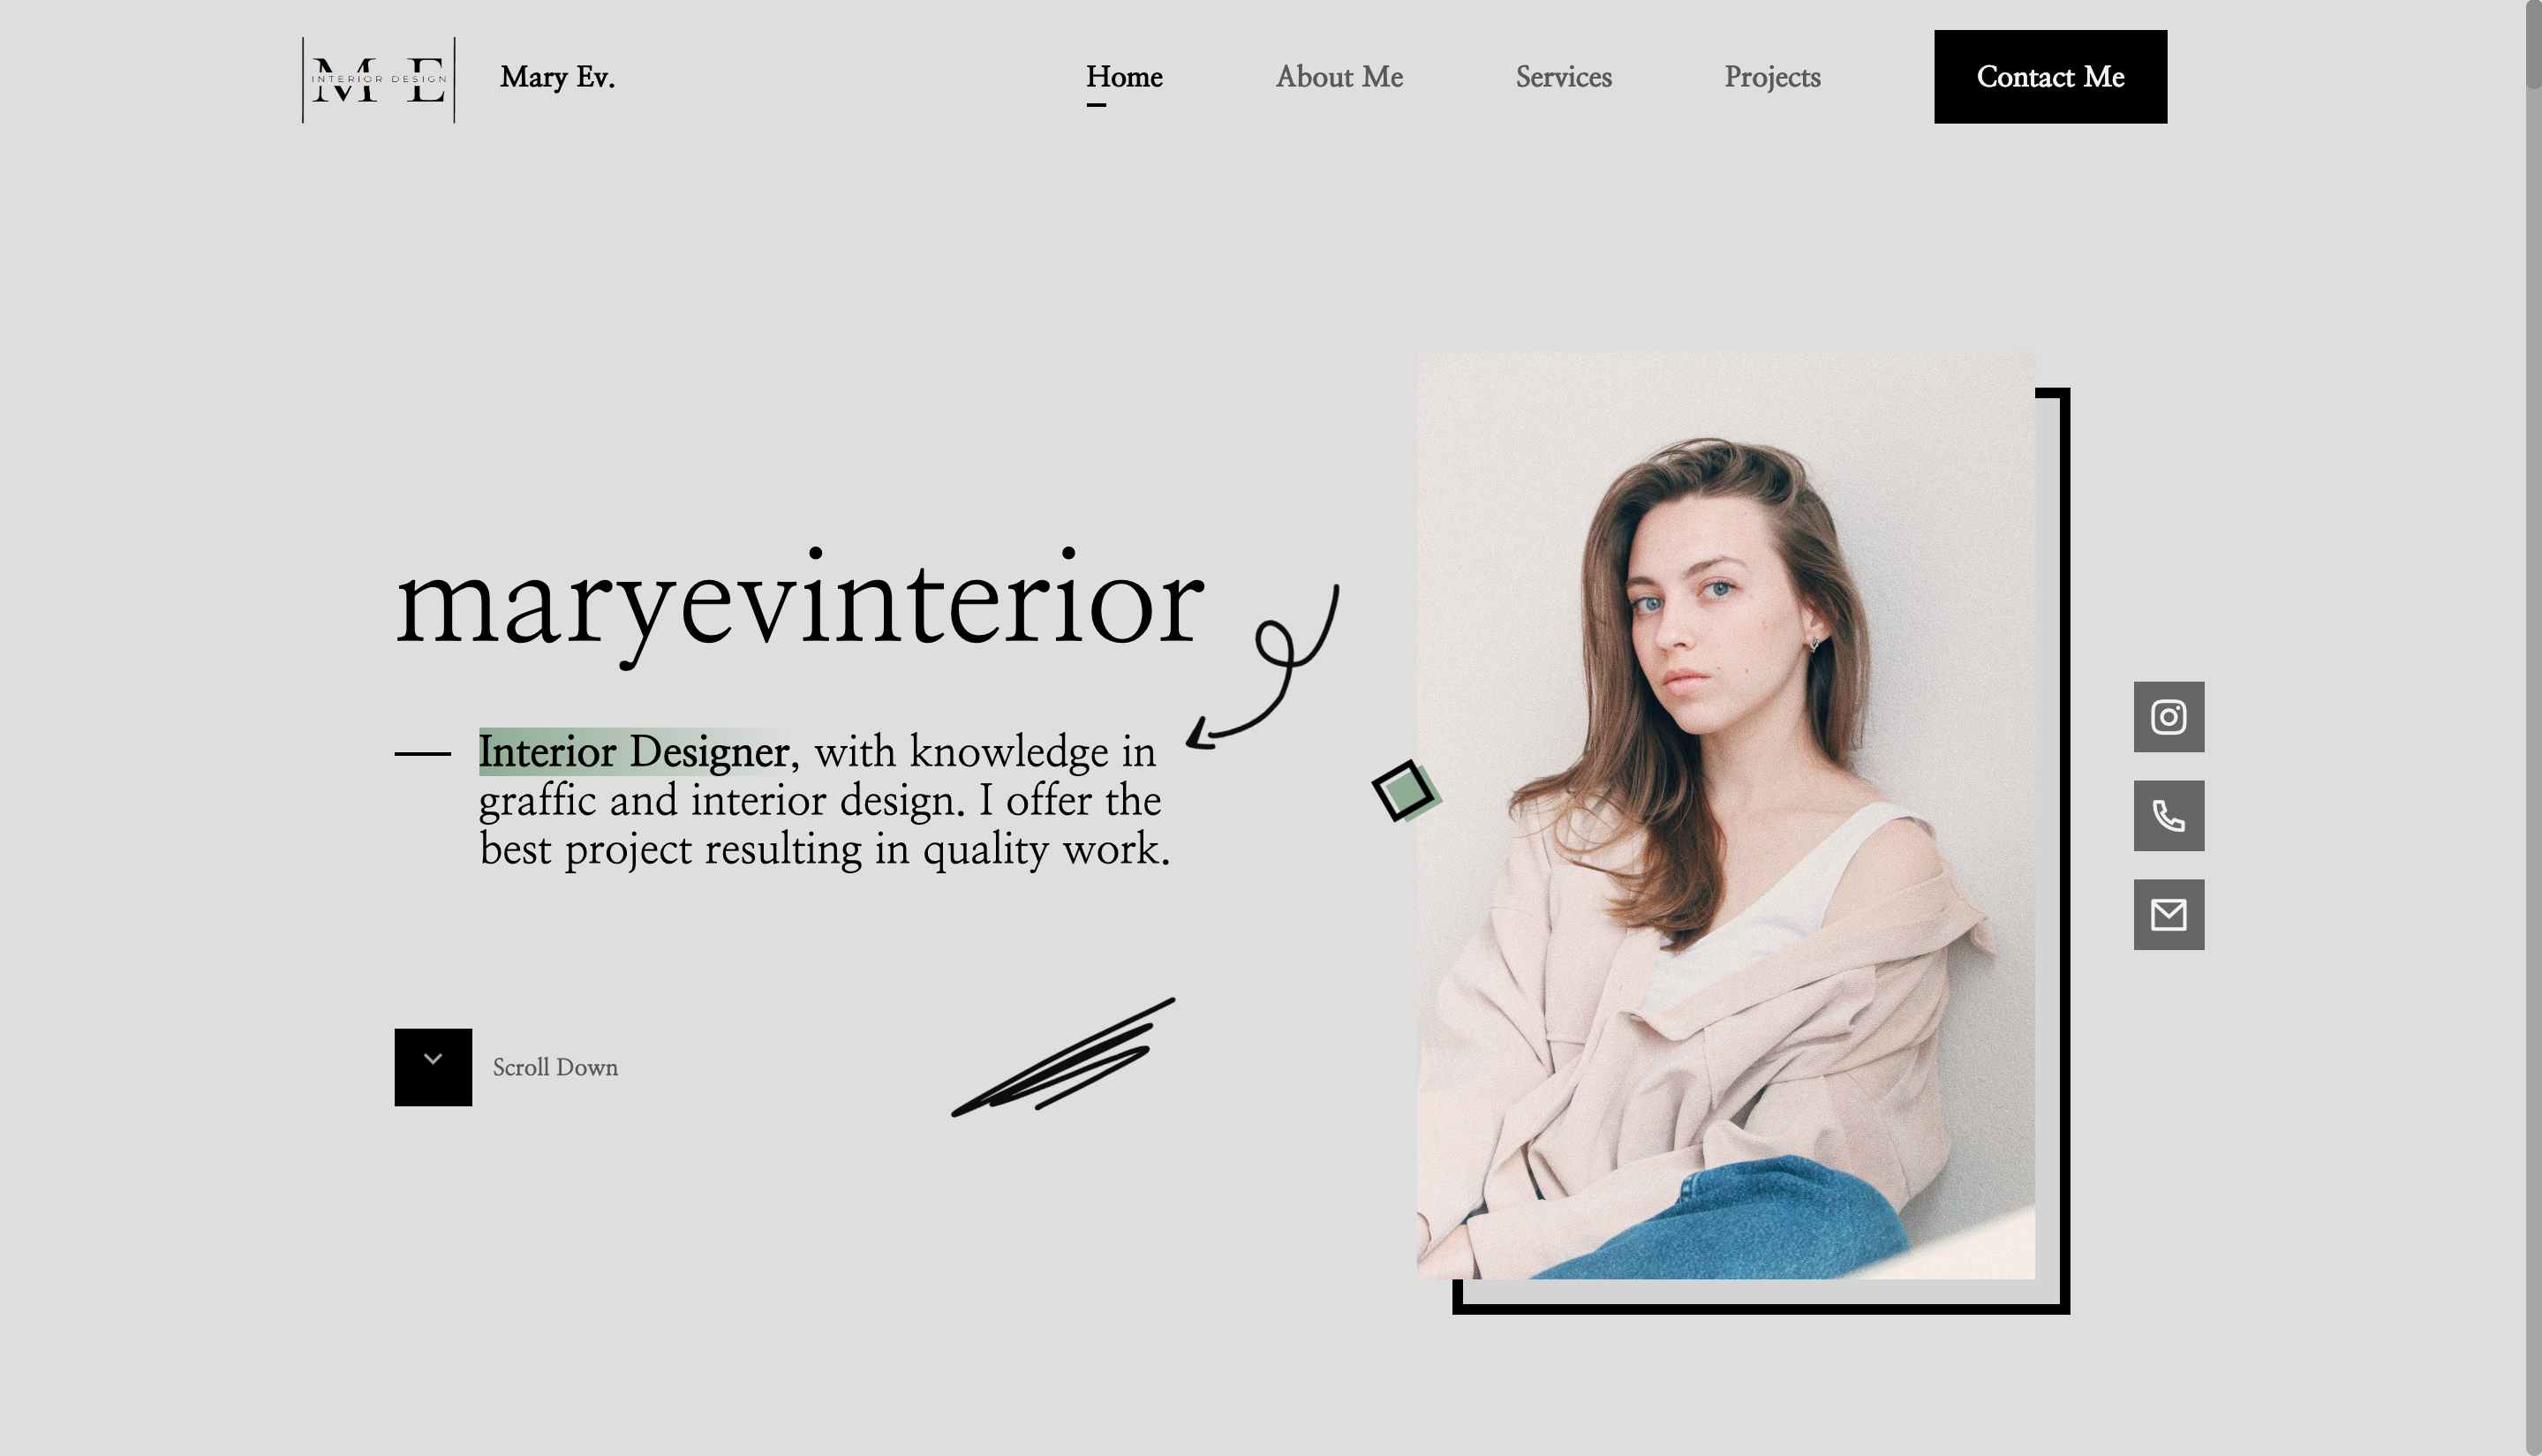 M E
INTERIOR DESIGN
Mary Ev.
Home
About Me
Services
Projects
Contact Me
maryevinterior
Interior Designer, with knowledge in
graffic and interior design. I offer the
best project resulting in quality work.
Scroll Down